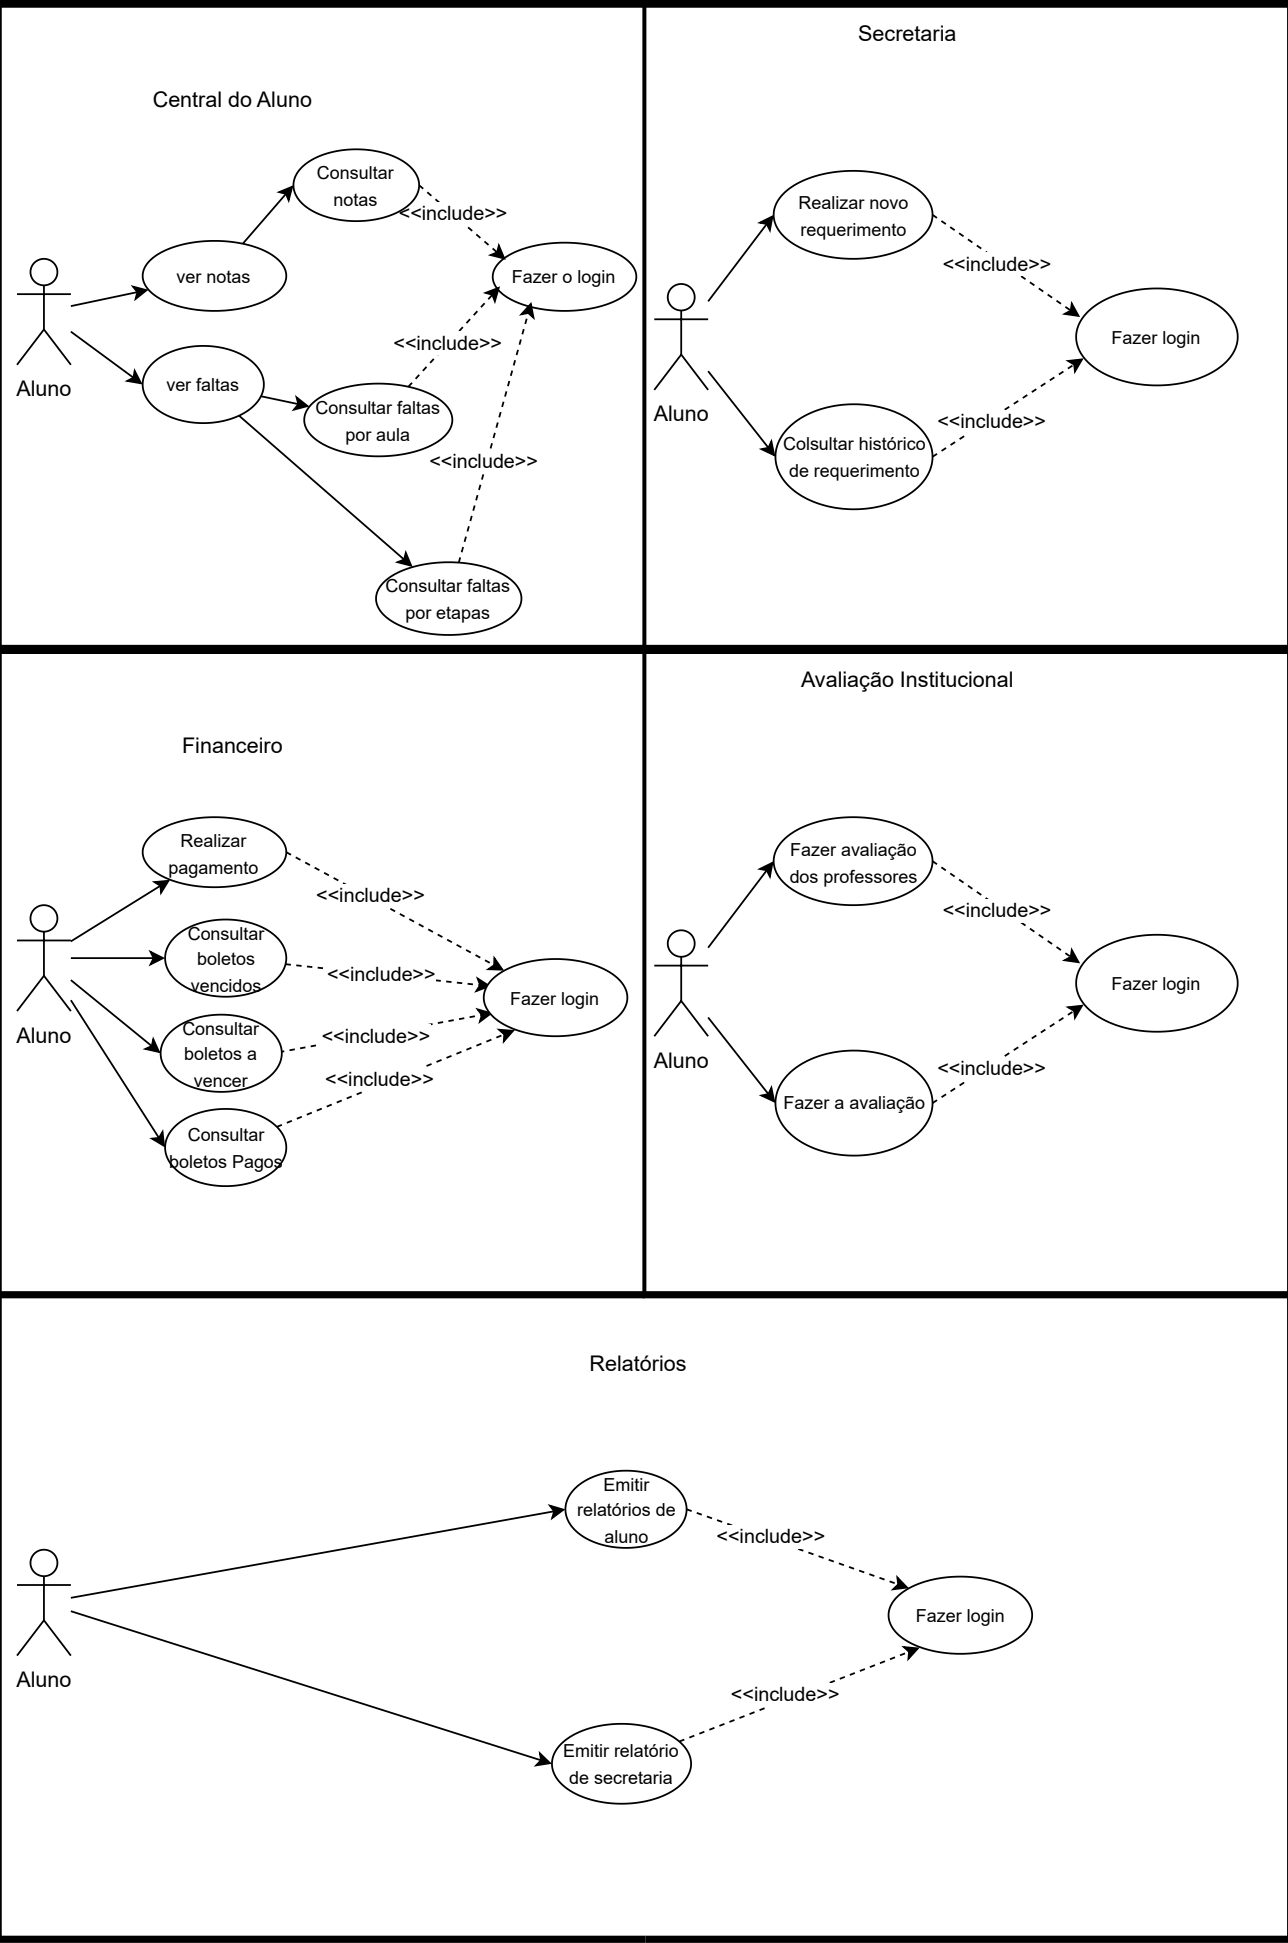 Central do Aluno
Consultar
notas
<<include>>
ver notas
Fazer o login
<<include>>
ver faltas
Aluno
Consultar faltas
por aula
<<include>>
Consultar faltas
por etapas
Secretaria
Realizar novo
requerimento
<<include>>
Fazer login
Aluno
<<include>>
Colsultar histórico
de requerimento
Financeiro
Realizar
pagamento
<<include>>
Consultar
boletos
vencidos
<<include>>
Fazer login
Aluno
Consultar
boletos a
vencer
<<include>>
<<include>>
Consultar
boletos Pagos
Avaliação Institucional
Fazer avaliação
dos professores
<<include>>
Fazer login
Aluno
<<include>>
Fazer a avaliação
Relatórios
Emitir
relatórios de
aluno
<<include>>
Fazer login
Aluno
<<include>>
Emitir relatório
de secretaria